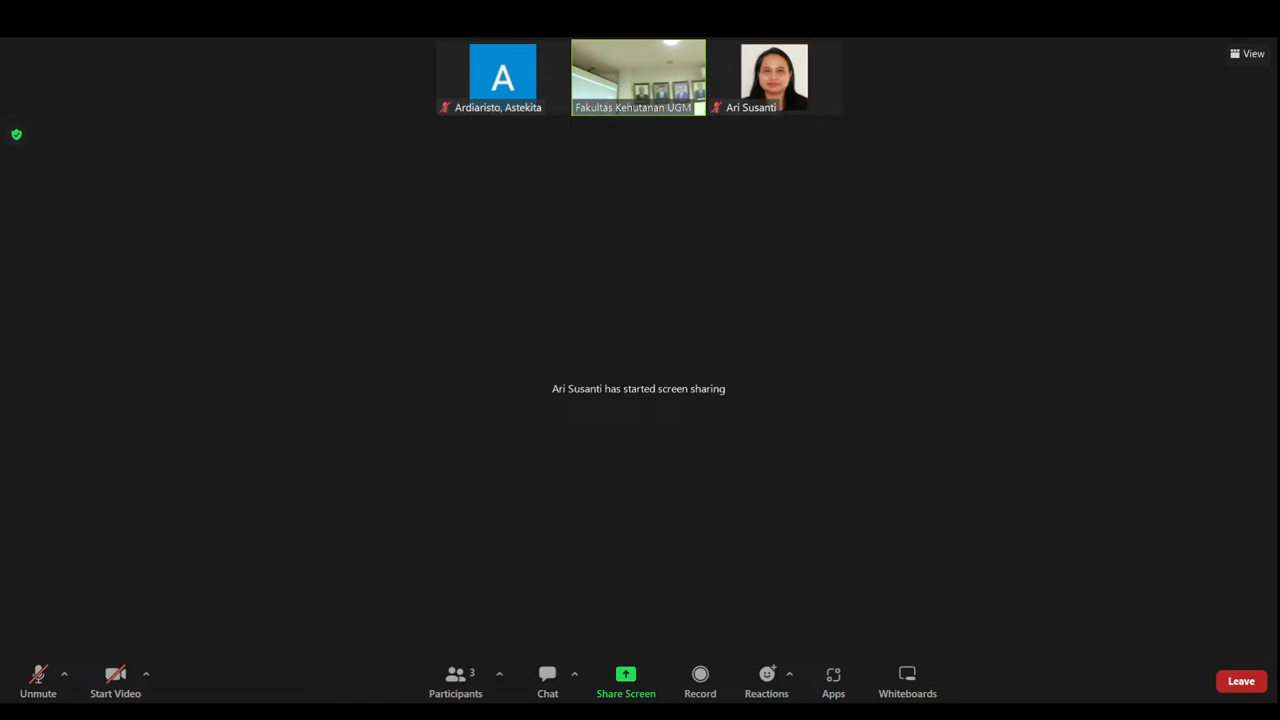 View
A
Ardiaristo, Astekita
Fakultas Kehutanan UGM
Ari Susanti
Ari Susanti has started screen sharing
Unmute
Start Video
3
Participants
Chat
Share Screen
Record
Reactions
Apps
Whiteboards
Leave